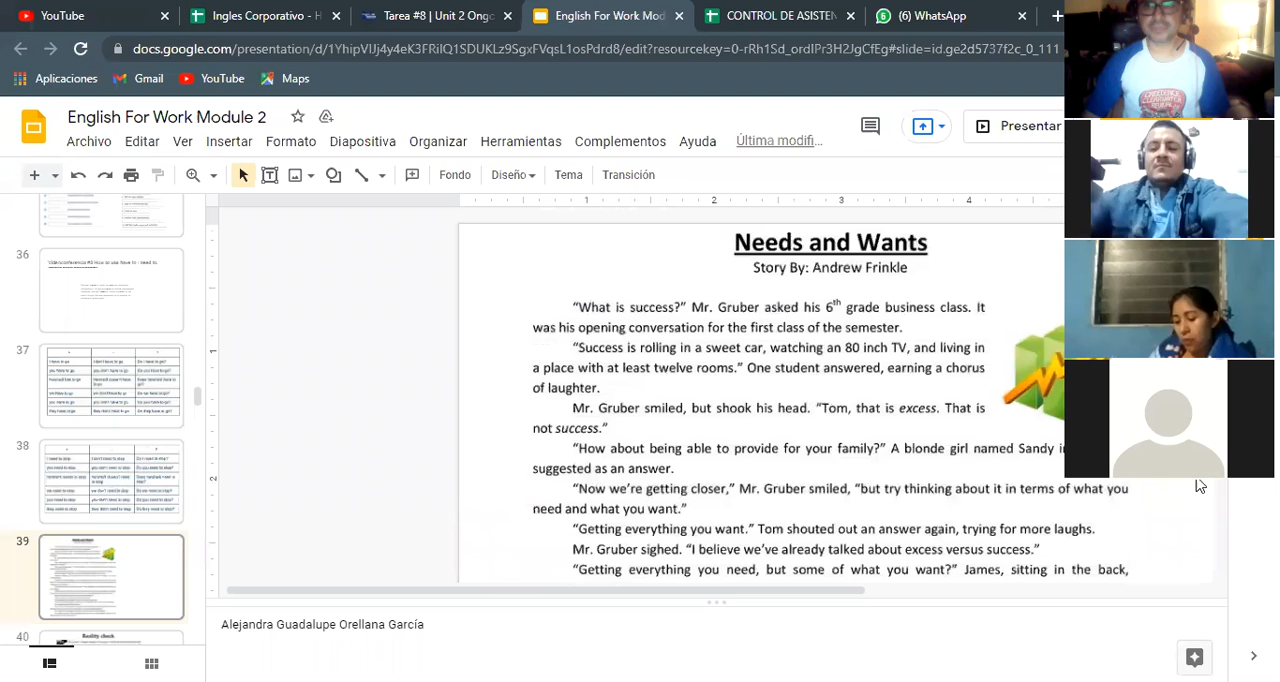 YouTube
Ingles Corporativo - H
Tarea #8 | Unit 2 Ongo
English For Work Mod
CONTROL DE ASISTEN
(6) WhatsApp
docs.google.com/presentation/d/1YhipVlJj4y4eK3FRilQ1SDUKLz9SgxFVqsL1osPdrd8/edit?resourcekey=0-rRh1Sd_ordlPr3H2JgCfEg#slide=id.ge2d5737f2c_0_111
Aplicaciones Gmail YouTube Maps
English For Work Module 2
Archivo Editar Ver Insertar Formato Diapositiva Organizar Herramientas Complementos Ayuda Última modifi...
Presentar
Fondo Diseño Tema Transición
2 3 4
36
37
38
39
40
Reality check
1
2
Needs and Wants
Story By: Andrew Frinkle
"What is success?" Mr. Gruber asked his 6th grade business class. It
was his opening conversation for the first class of the semester.
"Success is rolling in a sweet car, watching an 80 inch TV, and living in
a place with at least twelve rooms." One student answered, earning a chorus
of laughter.
Mr. Gruber smiled, but shook his head. "Tom, that is excess. That is
not success."
"How about being able to provide for your family?" A blonde girl named Sandy
suggested as an answer.
"Now we're getting closer," Mr. Gruber smiled, "but try thinking about it in terms of what you
need and what you want."
"Getting everything you want." Tom shouted out an answer again, trying for more laughs.
Mr. Gruber sighed. "I believe we've already talked about excess versus success."
"Getting everything you need, and some of what you want?" James, sitting in the back,
Alejandra Guadalupe Orellana García